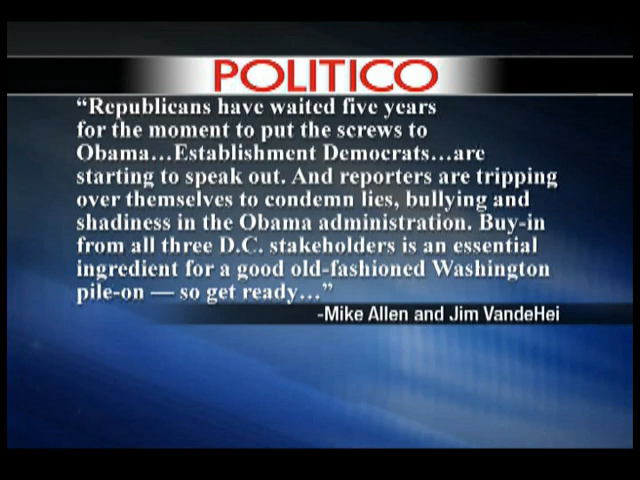 POLITICO
“Republicans have waited five years
for the moment to put the screws to
Obama...Establishment Democrats...are
starting to speak out. And reporters are tripping
over themselves to condemn lies, bullying and
shadiness in the Obama administration. Buy-in
from all three D.C. stakeholders is an essential
ingredient for a good old-fashioned Washington
pile-on — so get ready...”
-Mike Allen and Jim VandeHei